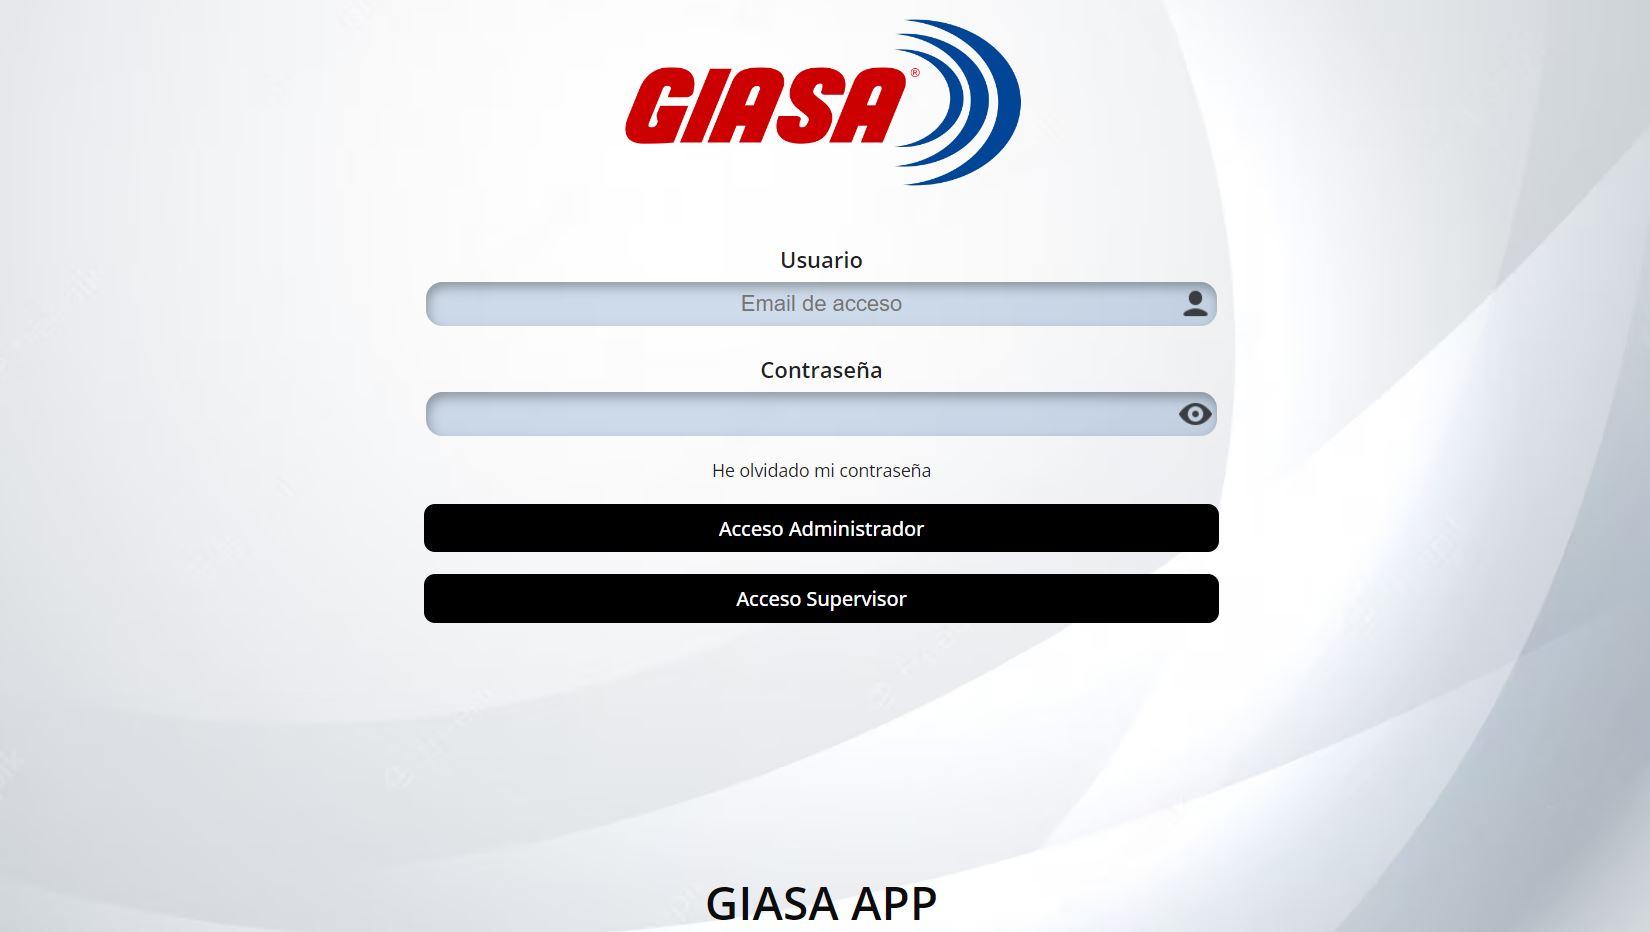 GIASA®
Usuario
Email de acceso
Contraseña
He olvidado mi contraseña
Acceso Administrador
Acceso Supervisor
GIASA APP